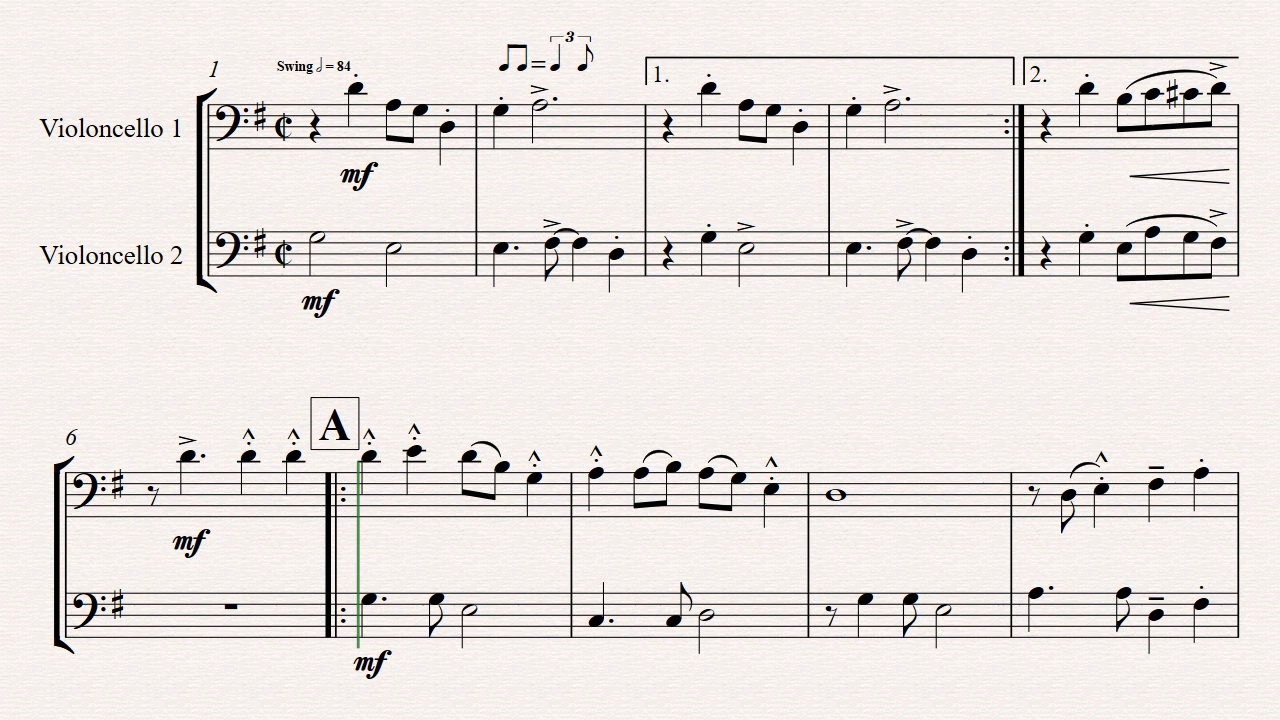 3
1 Swing = 84 = 1. 2.
Violoncello 1
mf
Violoncello 2
mf
6 A
mf
mf